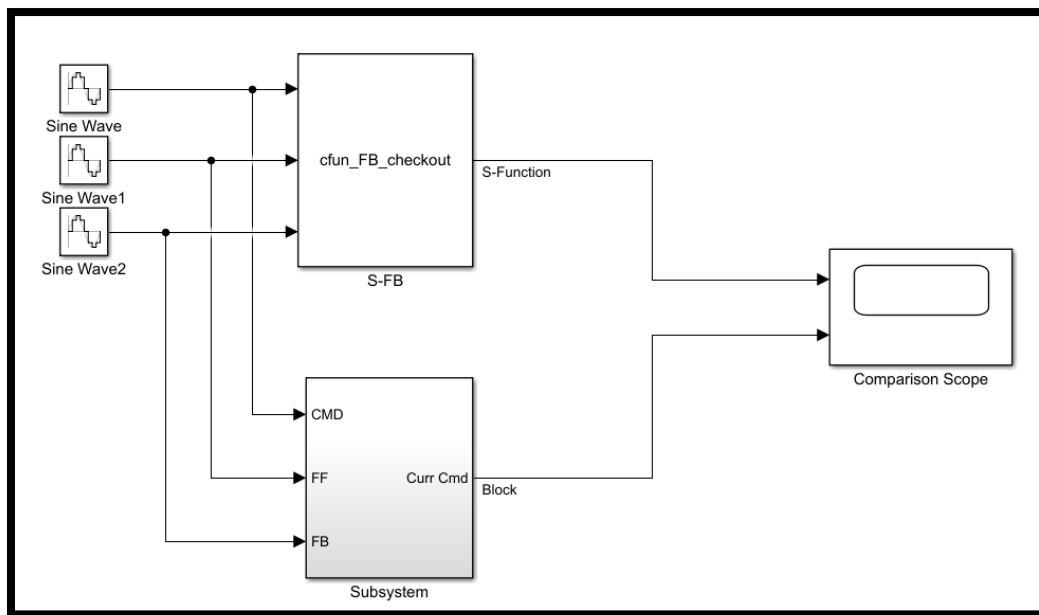 Sine Wave
Sine Wave1
Sine Wave2
cfun_FB_checkout
S-FB
S-Function
Comparison Scope
CMD
FF
FB
Curr Cmd
Block
Subsystem